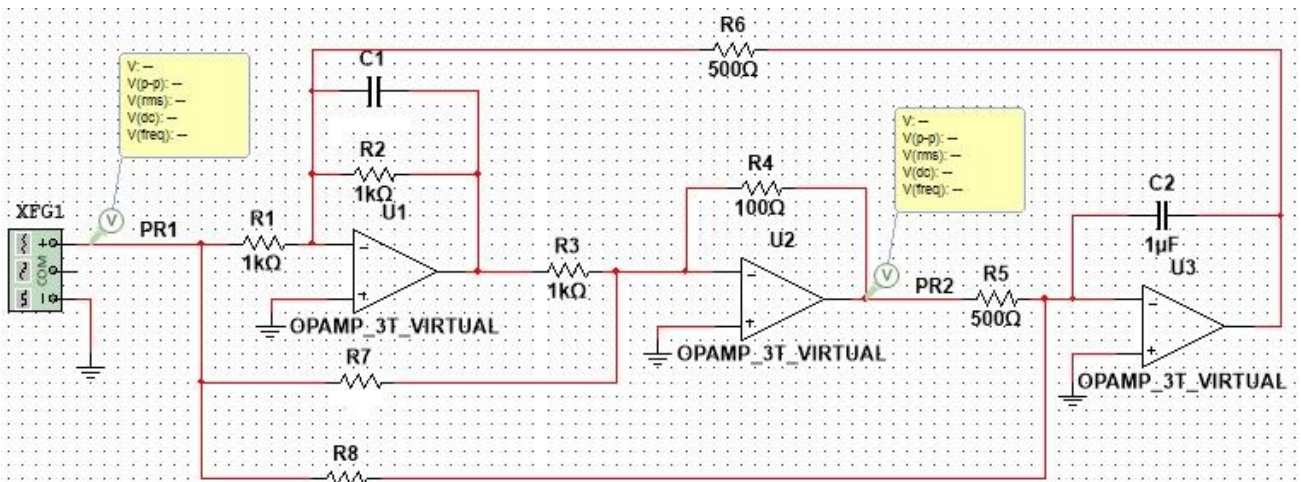 R6
500Ω
C1
V: --
V(p-p): --
V(rms): --
V(dc): --
V(freq): --
V: --
V(p-p): --
V(rms): --
V(dc): --
V(freq): --
R2
1kΩ
U1
R4
100Ω
C2
1µF
U3
XFG1
COM
V
PR1
R1
1kΩ
R3
1kΩ
U2
V
PR2
R5
500Ω
OPAMP_3T_VIRTUAL
OPAMP_3T_VIRTUAL
OPAMP_3T_VIRTUAL
R7
R8